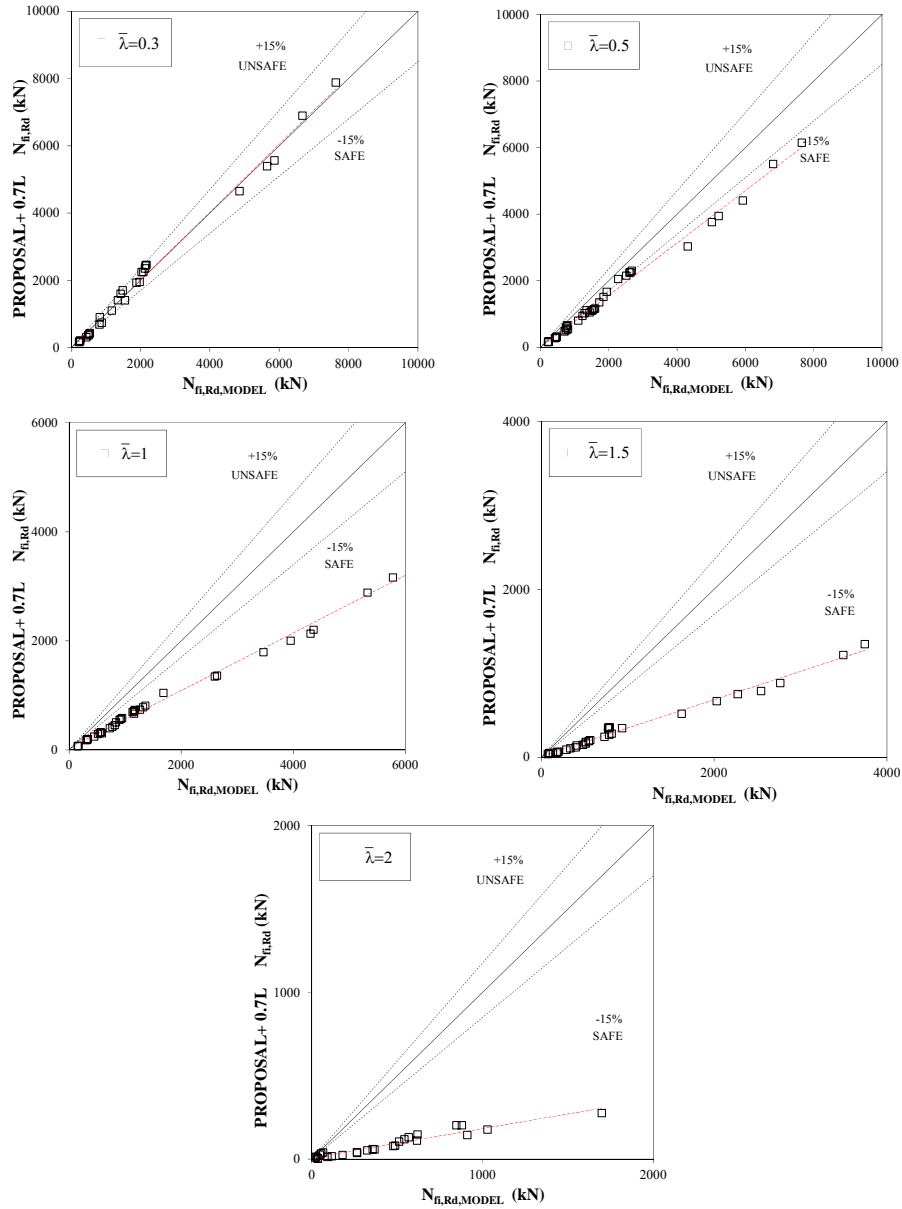 10000
8000
6000
4000
2000
0
PROPOSAL+ 0.7L N_fi,Rd (kN)
λ̅=0.3
+15%
UNSAFE
-15%
SAFE
0 2000 4000 6000 8000 10000
N_fi,Rd,MODEL (kN)
10000
8000
6000
4000
2000
0
PROPOSAL+ 0.7L N_fi,Rd (kN)
λ̅=0.5
+15%
UNSAFE
-15%
SAFE
0 2000 4000 6000 8000 10000
N_fi,Rd,MODEL (kN)
6000
4000
2000
0
PROPOSAL+ 0.7L N_fi,Rd (kN)
λ̅=1
+15%
UNSAFE
-15%
SAFE
0 2000 4000 6000
N_fi,Rd,MODEL (kN)
4000
2000
0
PROPOSAL+ 0.7L N_fi,Rd (kN)
λ̅=1.5
+15%
UNSAFE
-15%
SAFE
0 2000 4000
N_fi,Rd,MODEL (kN)
2000
1000
0
PROPOSAL+ 0.7L N_fi,Rd (kN)
λ̅=2
+15%
UNSAFE
-15%
SAFE
0 1000 2000
N_fi,Rd,MODEL (kN)